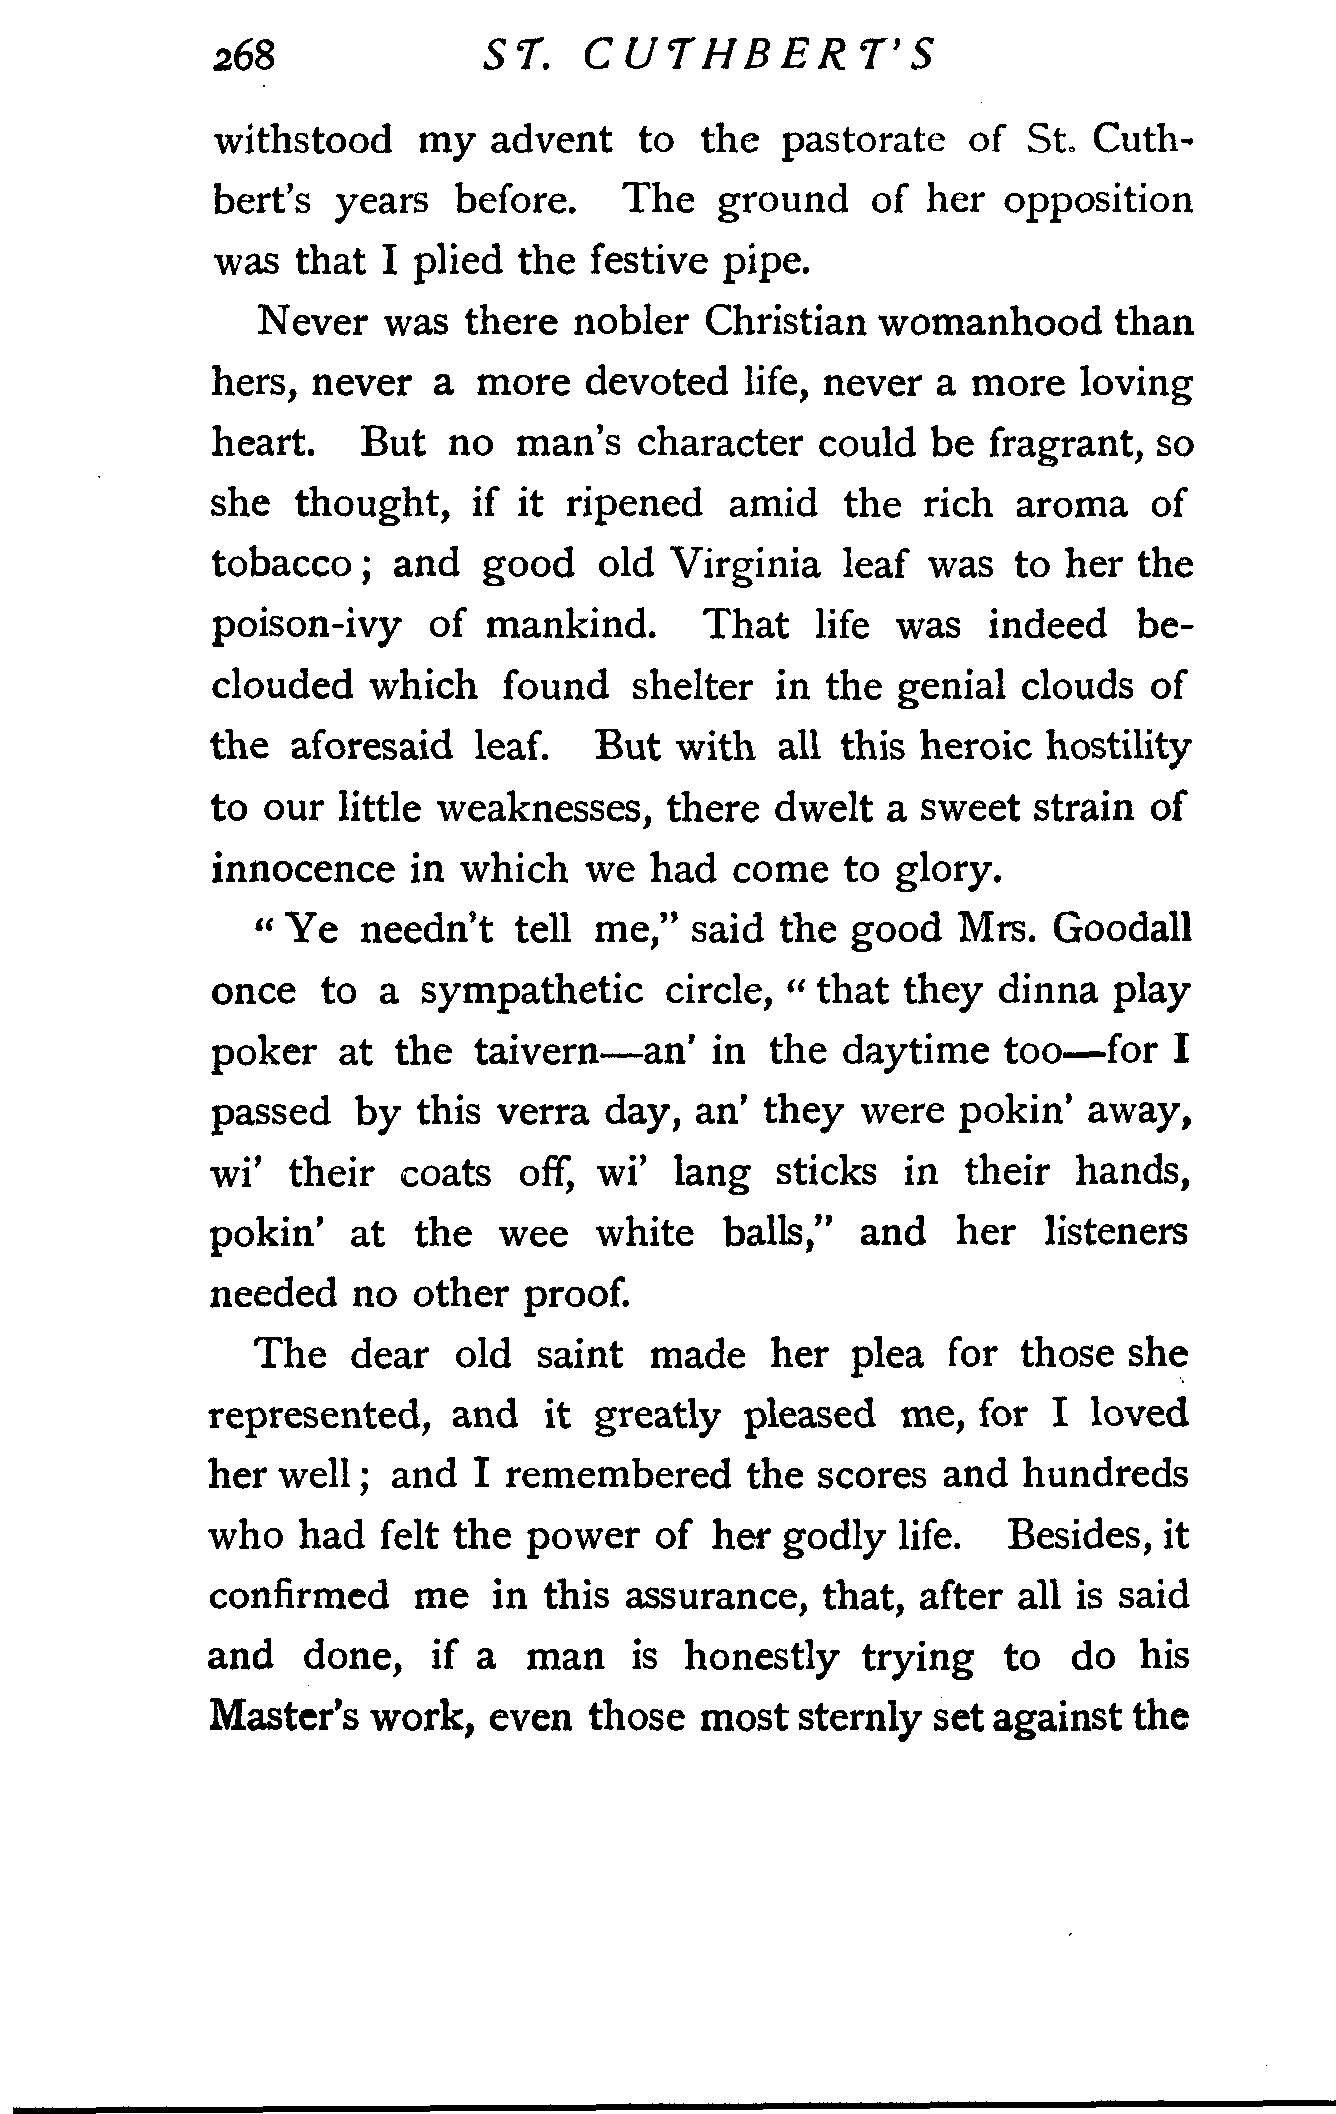 268 ST. CUTHBERT'S
withstood my advent to the pastorate of St. Cuth-
bert's years before. The ground of her opposition
was that I plied the festive pipe.
Never was there nobler Christian womanhood than
hers, never a more devoted life, never a more loving
heart. But no man's character could be fragrant, so
she thought, if it ripened amid the rich aroma of
tobacco; and good old Virginia leaf was to her the
poison-ivy of mankind. That life was indeed be-
clouded which found shelter in the genial clouds of
the aforesaid leaf. But with all this heroic hostility
to our little weaknesses, there dwelt a sweet strain of
innocence in which we had come to glory.
"Ye needn't tell me," said the good Mrs. Goodall
once to a sympathetic circle, "that they dinna play
poker at the taivern—an' in the daytime too—for I
passed by this verra day, an' they were pokin' away,
wi' their coats off, wi' lang sticks in their hands,
pokin' at the wee white balls," and her listeners
needed no other proof.
The dear old saint made her plea for those she
represented, and it greatly pleased me, for I loved
her well; and I remembered the scores and hundreds
who had felt the power of her godly life. Besides, it
confirmed me in this assurance, that, after all is said
and done, if a man is honestly trying to do his
Master's work, even those most sternly set against the